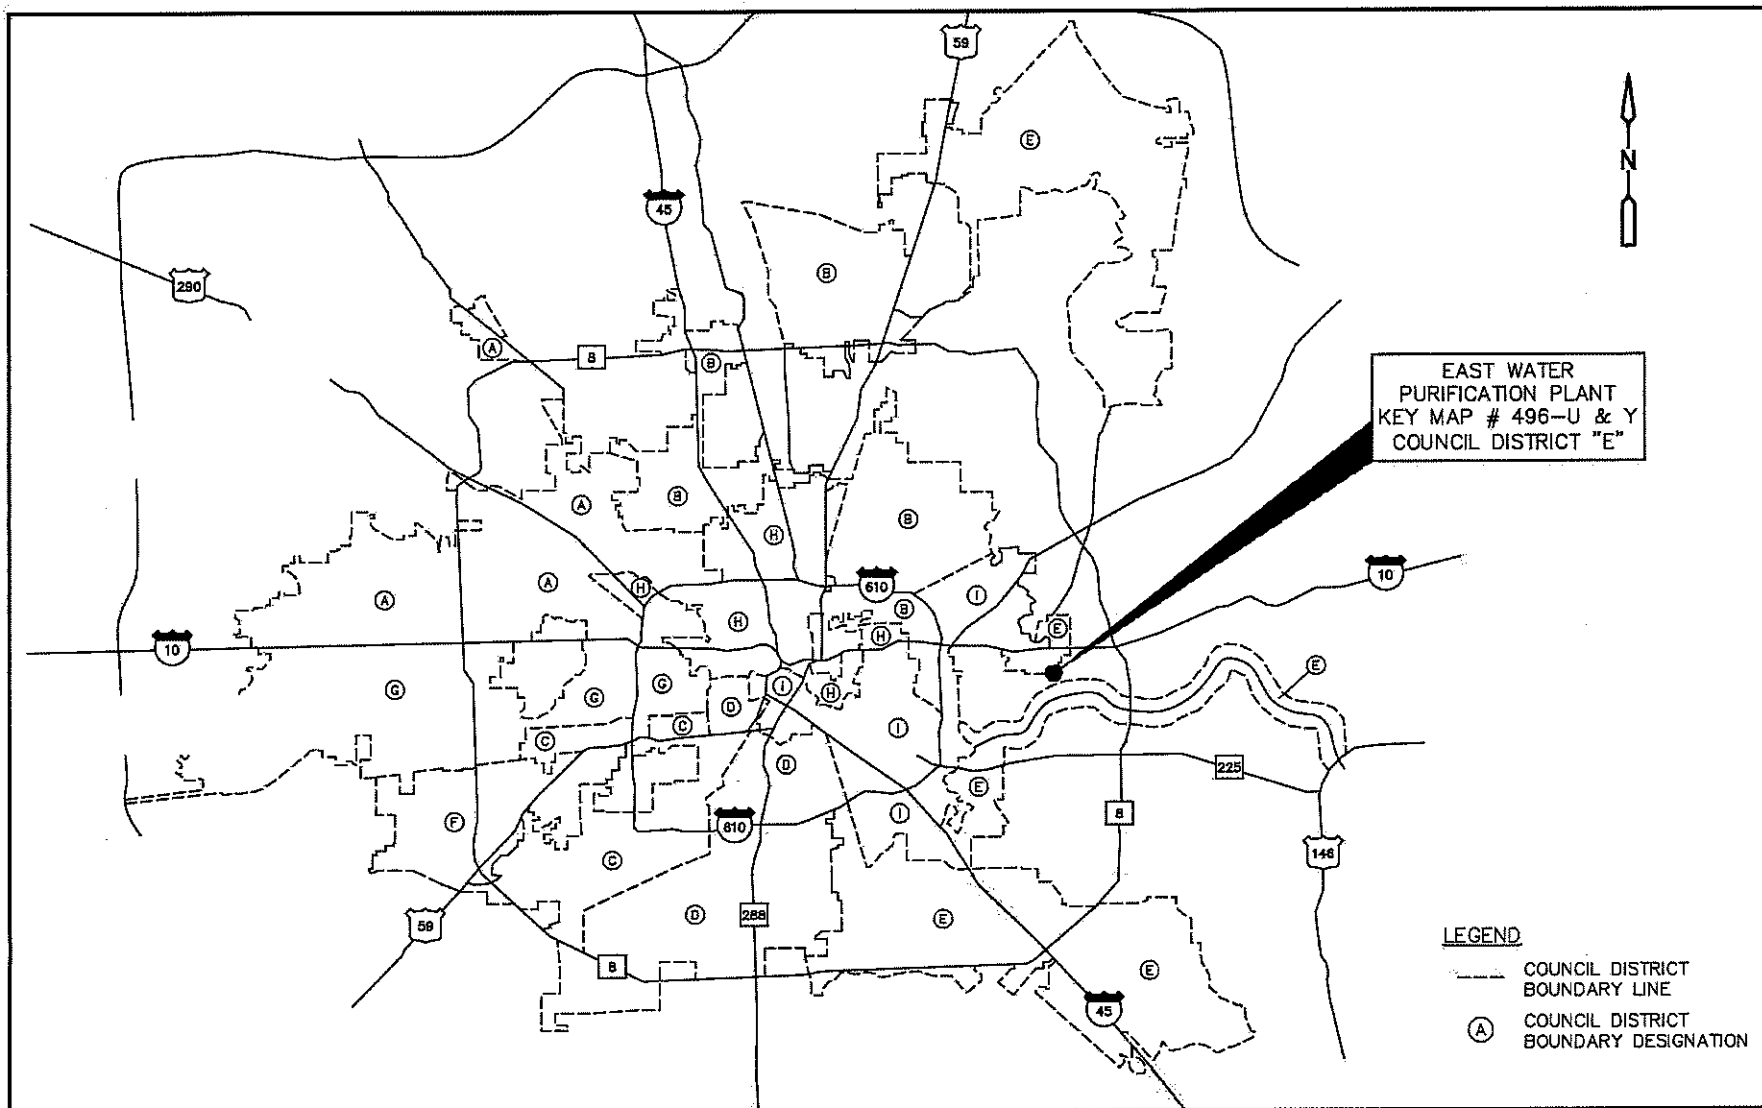 59
N
E
45
B
290
A
8
B
EAST WATER
PURIFICATION PLANT
KEY MAP # 496-U & Y
COUNCIL DISTRICT "E"
A
B
B
H
A
A
H
610
B
I
10
H
H
E
10
G
G
G
D
I
H
E
C
C
I
D
225
E
F
610
I
8
C
146
59
D
288
E
8
E
45
LEGEND
COUNCIL DISTRICT
BOUNDARY LINE
A
COUNCIL DISTRICT
BOUNDARY DESIGNATION